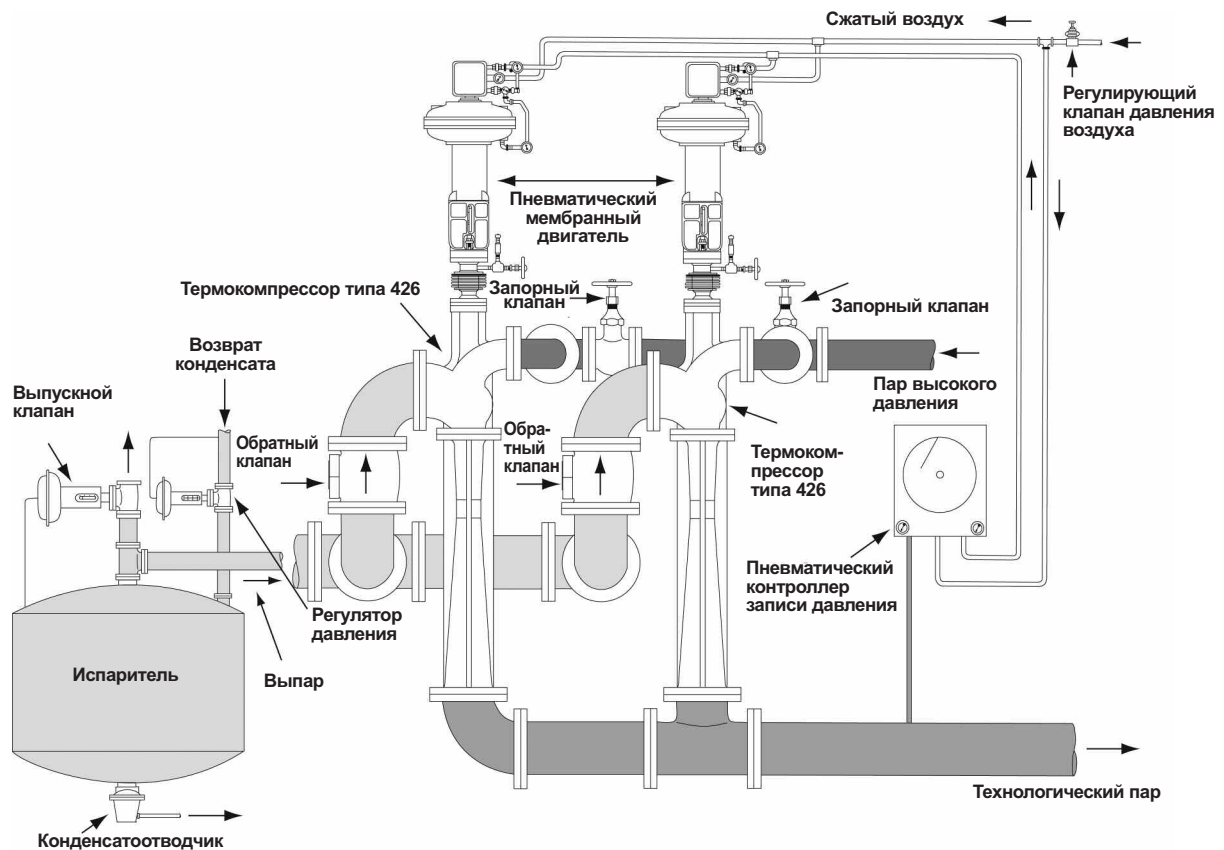 Сжатый воздух
Регулирующий
клапан давления
воздуха
Пневматический
мембранный
двигатель
Термокомпрессор типа 426
Запорный
клапан
Запорный клапан
Возврат
конденсата
Выпускной
клапан
Пар высокого
давления
Обратный
клапан
Обра-
тный
клапан
Термоком-
прессор
типа 426
Пневматический
контроллер
записи давления
Регулятор
давления
Испаритель
Выпар
Технологический пар
Конденсатоотводчик